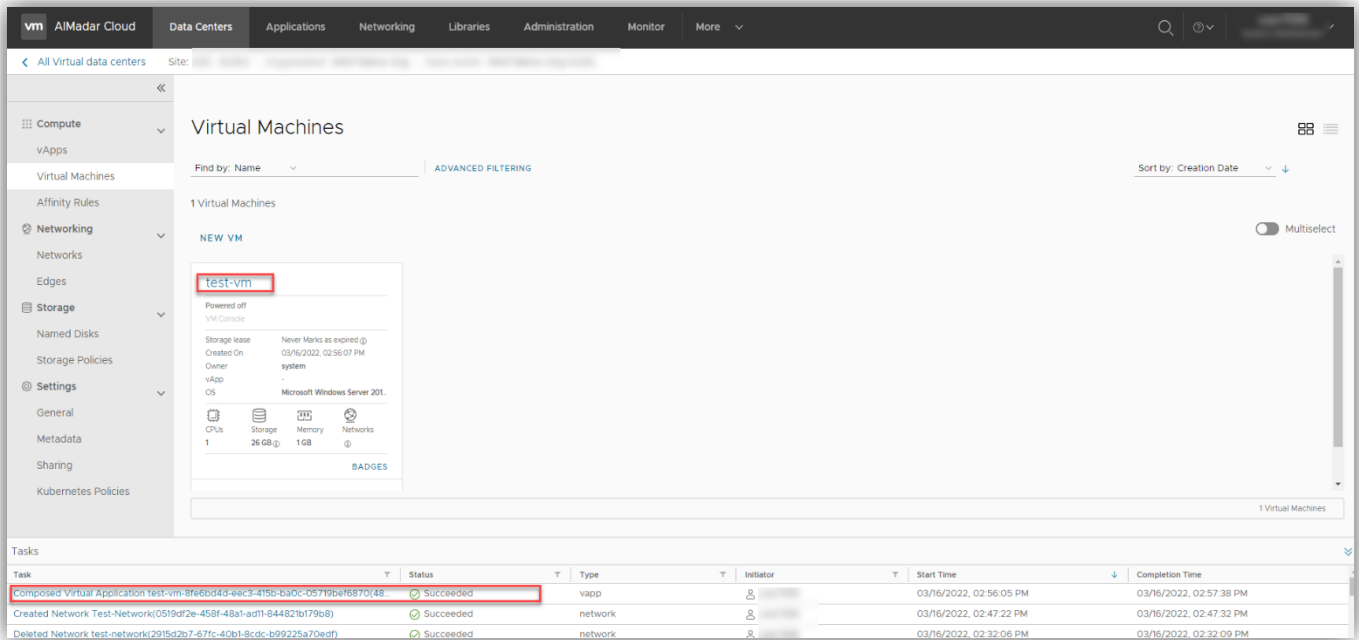 vm AlMadar Cloud Data Centers Applications Networking Libraries Administration Monitor More
All Virtual data centers Site:
Compute
vApps
Virtual Machines
Affinity Rules
Networking
Networks
Edges
Storage
Named Disks
Storage Policies
Settings
General
Metadata
Sharing
Kubernetes Policies
Virtual Machines
Find by: Name ADVANCED FILTERING Sort by: Creation Date
1 Virtual Machines
Multiselect
NEW VM
test-vm
Powered off
VM Console
Storage lease Never Marks as expired
Created On 03/16/2022, 02:56:07 PM
Owner system
vApp -
OS Microsoft Windows Server 201..
CPUs Storage Memory Networks
1 26 GB 1 GB
BADGES
1 Virtual Machines
Tasks
Task Status Type Initiator Start Time Completion Time
Composed Virtual Application test-vm-8fe6bd4d-eec3-415b-ba0c-05719bef6870(48... Succeeded vapp 03/16/2022, 02:56:05 PM 03/16/2022, 02:57:38 PM
Created Network Test-Network(0519df2e-458f-48a1-ad11-844821b179b8) Succeeded network 03/16/2022, 02:47:22 PM 03/16/2022, 02:47:32 PM
Deleted Network test-network(2915d2b7-67fc-40b1-8cdc-b99225a70edf) Succeeded network 03/16/2022, 02:32:06 PM 03/16/2022, 02:32:09 PM